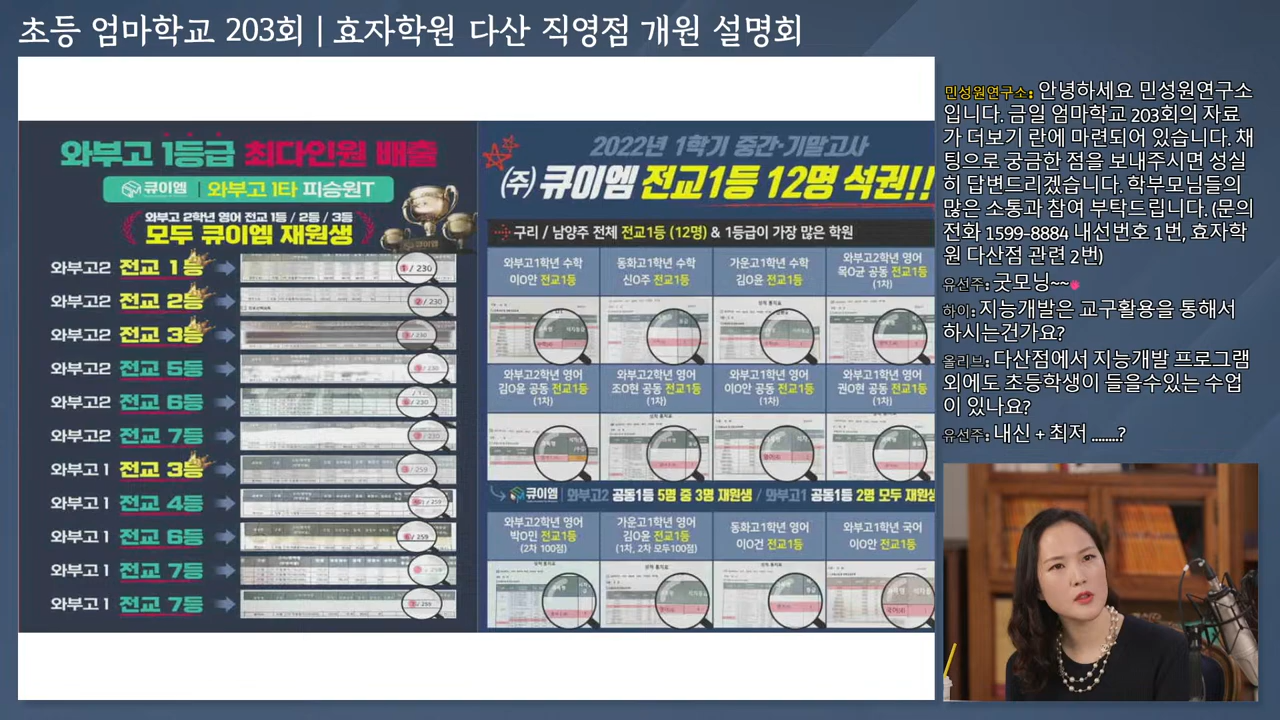 초등 엄마학교 203회 | 효자학원 다산 직영점 개원 설명회
와부고 1등급 최다인원 배출
큐이엠 | 와부고 1타 피승원T
와부고 2학년 영어 전교 1등 / 2등 / 3등
모두 큐이엠 재원생
와부고2 전교 1등 / 230
와부고2 전교 2등 / 230
와부고2 전교 3등 / 230
와부고2 전교 5등 / 230
와부고2 전교 6등 / 230
와부고2 전교 7등 / 230
와부고1 전교 3등 / 259
와부고1 전교 4등 / 259
와부고1 전교 6등 / 259
와부고1 전교 7등 / 259
와부고1 전교 7등 / 259
2022년 1학기 중간·기말고사
(주) 큐이엠 전교1등 12명 석권!!
구리 / 남양주 전체 전교1등 (12명) & 1등급이 가장 많은 학원
와부고1학년 수학 동화고1학년 수학 가운고1학년 수학 와부고2학년 영어
이O안 전교1등 신O주 전교1등 김O윤 전교1등 옥O균 공동 전교1등
(1차)
와부고2학년 영어 와부고2학년 영어 와부고1학년 영어 와부고1학년 영어
김O윤 공동 전교1등 조O현 공동 전교1등 이O안 공동 전교1등 권O현 공동 전교1등
(1차) (1차) (1차) (1차)
큐이엠 | 와부고2 공동1등 5명 중 3명 재원생 / 와부고1 공동1등 2명 모두 재원생
와부고2학년 영어 가운고1학년 영어 동화고1학년 영어 와부고1학년 국어
박O민 전교1등 김O윤 전교1등 이O건 전교1등 이O안 전교1등
(2차 100점) (1차, 2차 모두100점)
민성원연구소: 안녕하세요 민성원연구소
입니다. 금일 엄마학교 203회의 자료
가 더보기 란에 마련되어 있습니다. 채
팅으로 궁금한 점을 보내주시면 성실
히 답변드리겠습니다. 학부모님들의
많은 소통과 참여 부탁드립니다. (문의
전화 1599-8884 내선번호 1번, 효자학
원 다산점 관련 2번)
유선주: 굿모닝~~
하이: 지능개발은 교구활용을 통해서
하시는건가요?
올리브: 다산점에서 지능개발 프로그램
외에도 초등학생이 들을수있는 수업
이 있나요?
유선주: 내신 + 최저 ........?